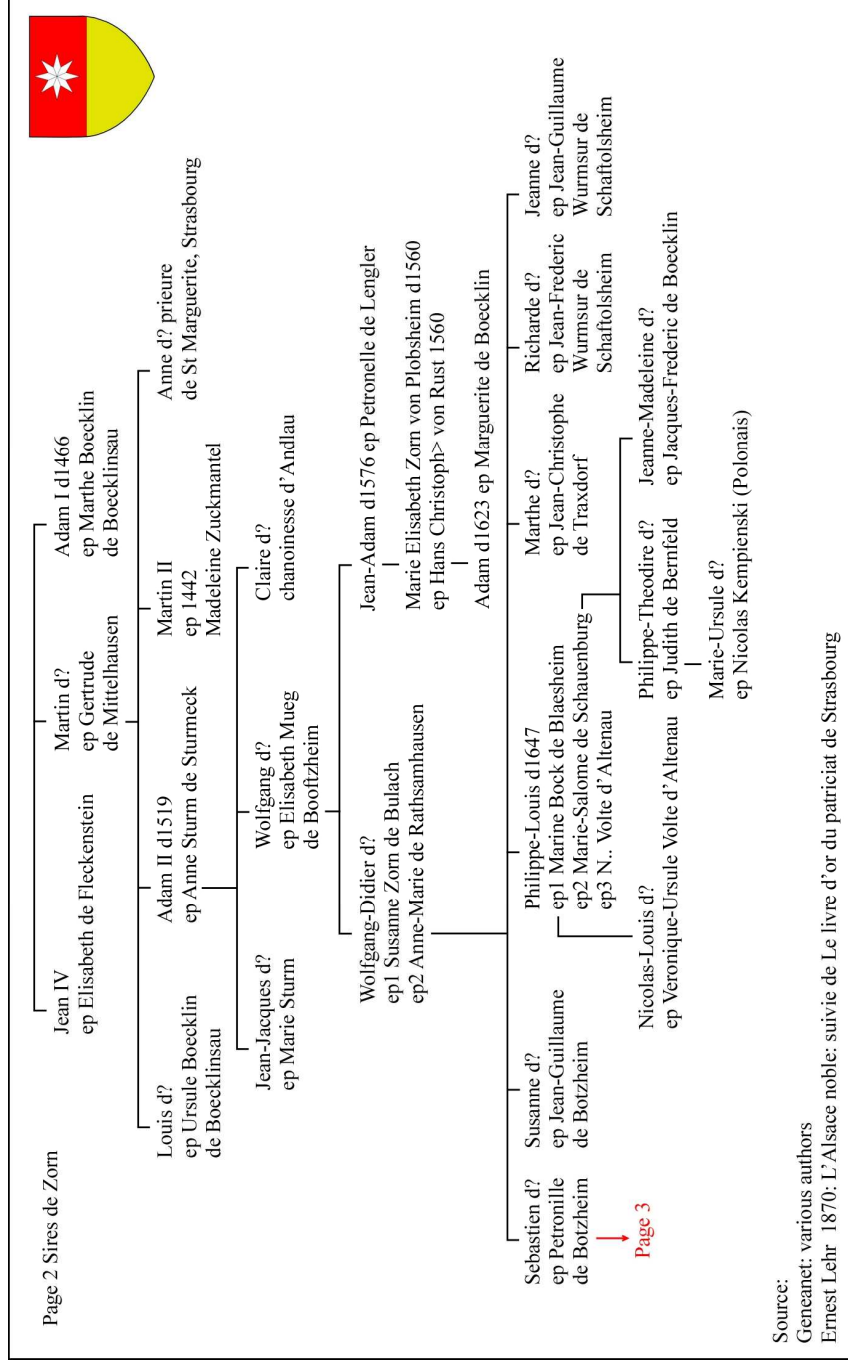 Page 2 Sires de Zorn
Jean IV
ep Elisabeth de Fleckenstein
Martin d?
ep Gertrude
de Mittelhausen
Adam I d1466
ep Marthe Boecklin
de Boecklinsau
Louis d?
ep Ursule Boecklin
de Boecklinsau
Adam II d1519
ep Anne Sturm de Sturmeck
Martin II
ep 1442
Madeleine Zuckmantel
Anne d? prieure
de St Marguerite, Strasbourg
Jean-Jacques d?
ep Marie Sturm
Wolfgang d?
ep Elisabeth Mueg
de Booftzheim
Claire d?
chanoinesse d'Andlau
Wolfgang-Didier d?
ep1 Susanne Zorn de Bulach
ep2 Anne-Marie de Rathsamhausen
Jean-Adam d1576 ep Petronelle de Lengler
Marie Elisabeth Zorn von Plobsheim d1560
ep Hans Christoph> von Rust 1560
Adam d1623 ep Marguerite de Boecklin
Sebastien d?
ep Petronille
de Botzheim
Page 3
Susanne d?
ep Jean-Guillaume
de Botzheim
Philippe-Louis d1647
ep1 Marine Bock de Blaesheim
ep2 Marie-Salome de Schauenburg
ep3 N.. Volte d'Altenau
Marthe d?
ep Jean-Christophe
de Traxdorf
Richarde d?
ep Jean-Frederic
Wurmsur de
Schaftolsheim
Jeanne d?
ep Jean-Guillaume
Wurmsur de
Schaftolsheim
Nicolas-Louis d?
ep Veronique-Ursule Volte d'Altenau
Philippe-Theodire d?
ep Judith de Bernfeld
Jeanne-Madeleine d?
ep Jacques-Frederic de Boecklin
Marie-Ursule d?
ep Nicolas Kempienski (Polonais)
Source:
Geneanet: various authors
Ernest Lehr 1870: L'Alsace noble: suivie de Le livre d'or du patriciat de Strasbourg